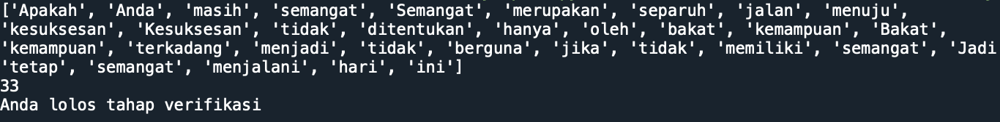 ['Apakah', 'Anda', 'masih', 'semangat', 'Semangat', 'merupakan', 'separuh', 'jalan', 'menuju',
'kesuksesan', 'Kesuksesan', 'tidak', 'ditentukan', 'hanya', 'oleh', 'bakat', 'kemampuan', 'Bakat',
'kemampuan', 'terkadang', 'menjadi', 'tidak', 'berguna', 'jika', 'tidak', 'memiliki', 'semangat', 'Jadi
'tetap', 'semangat', 'menjalani', 'hari', 'ini']
33
Anda lolos tahap verifikasi